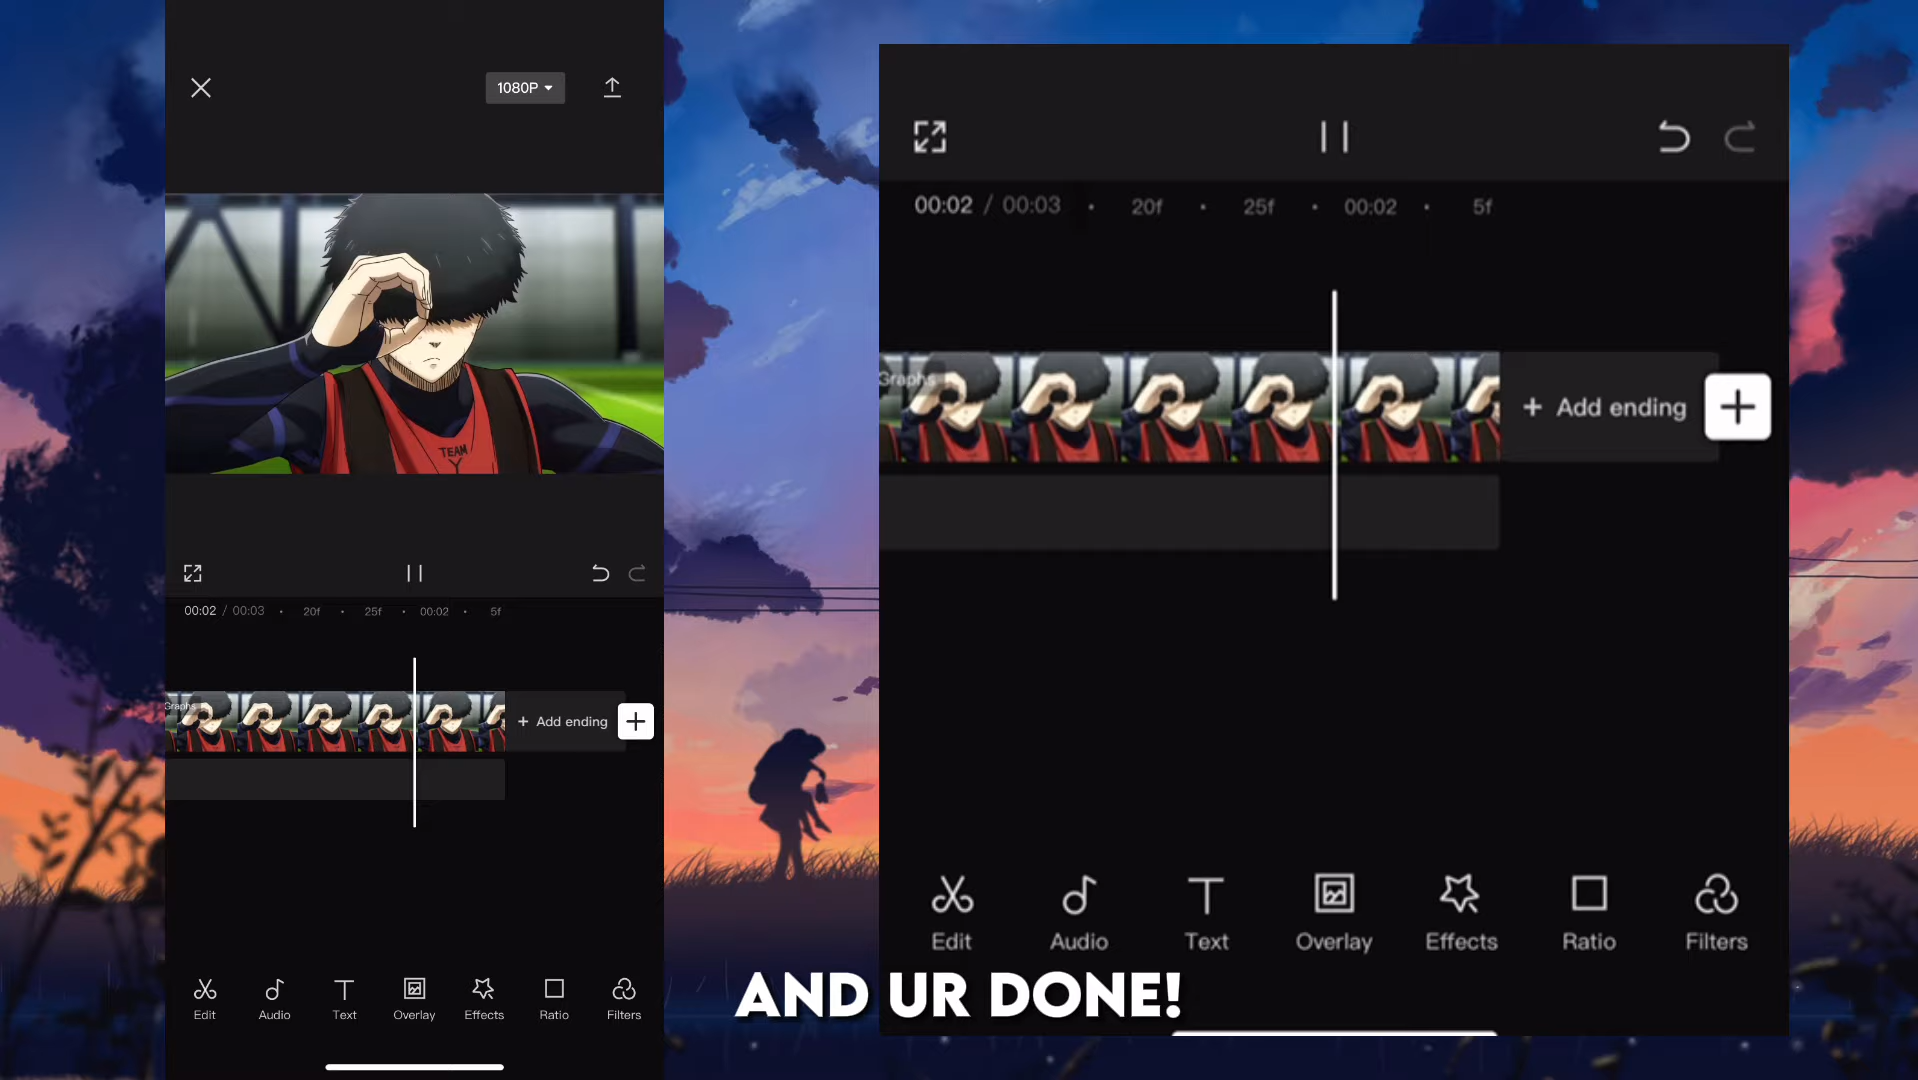 1080P
TEAM
Y
00:02 / 00:03 · 20f · 25f · 00:02 · 5f
Graphs
+ Add ending
Edit Audio Text Overlay Effects Ratio Filters
00:02 / 00:03 · 20f · 25f · 00:02 · 5f
Graphs
+ Add ending
Edit Audio Text Overlay Effects Ratio Filters
AND UR DONE!